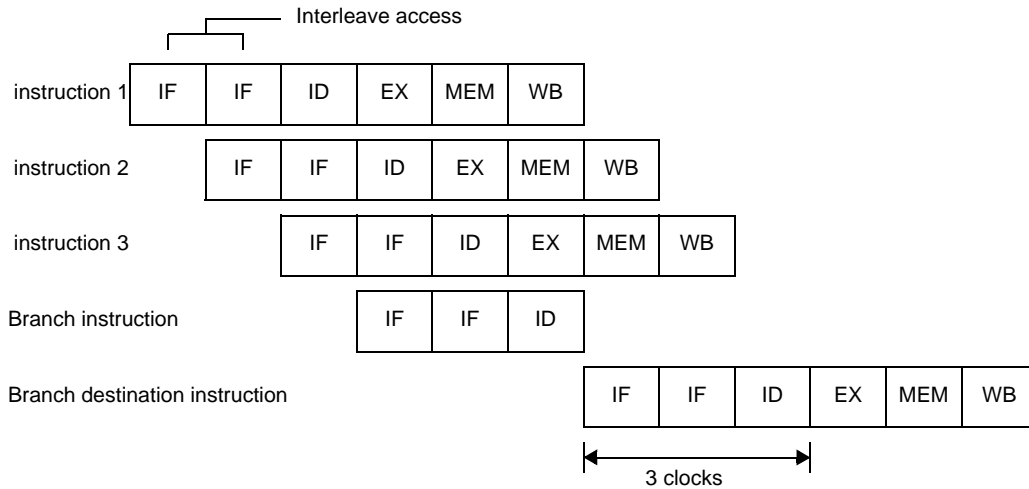 Interleave access
instruction 1 IF IF ID EX MEM WB
instruction 2 IF IF ID EX MEM WB
instruction 3 IF IF ID EX MEM WB
Branch instruction IF IF ID
Branch destination instruction IF IF ID EX MEM WB
3 clocks